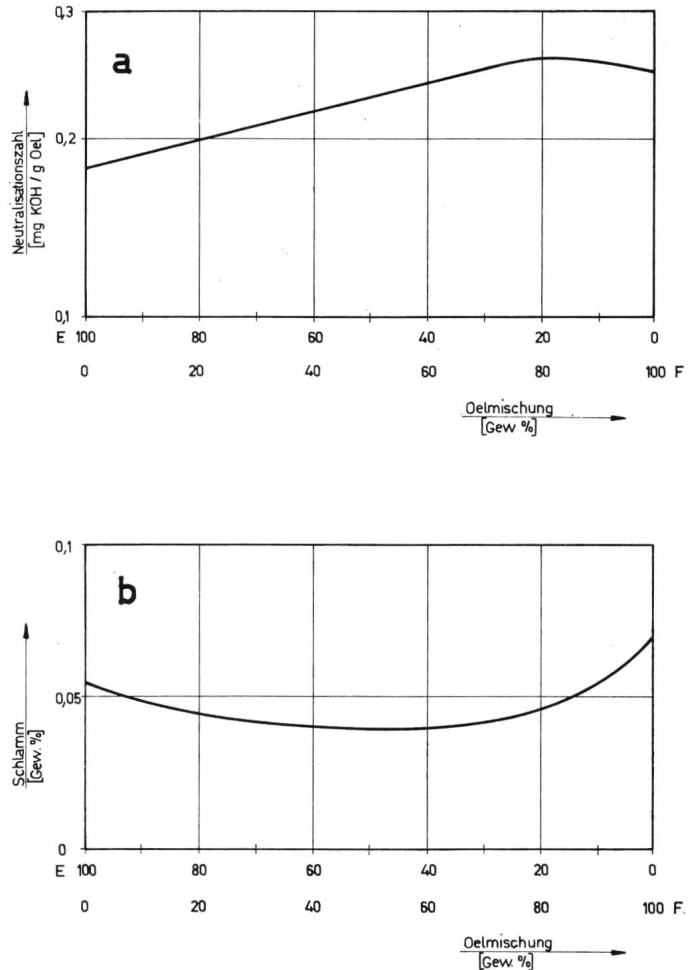 0,3
a
0,2
Neutralisationszahl
[mg KOH / g Oel]
0,1
E 100 80 60 40 20 0
0 20 40 60 80 100 F
Oelmischung
[Gew %]
0,1
b
0,05
Schlamm
[Gew. %]
0
E 100 80 60 40 20 0
0 20 40 60 80 100 F.
Oelmischung
[Gew. %]